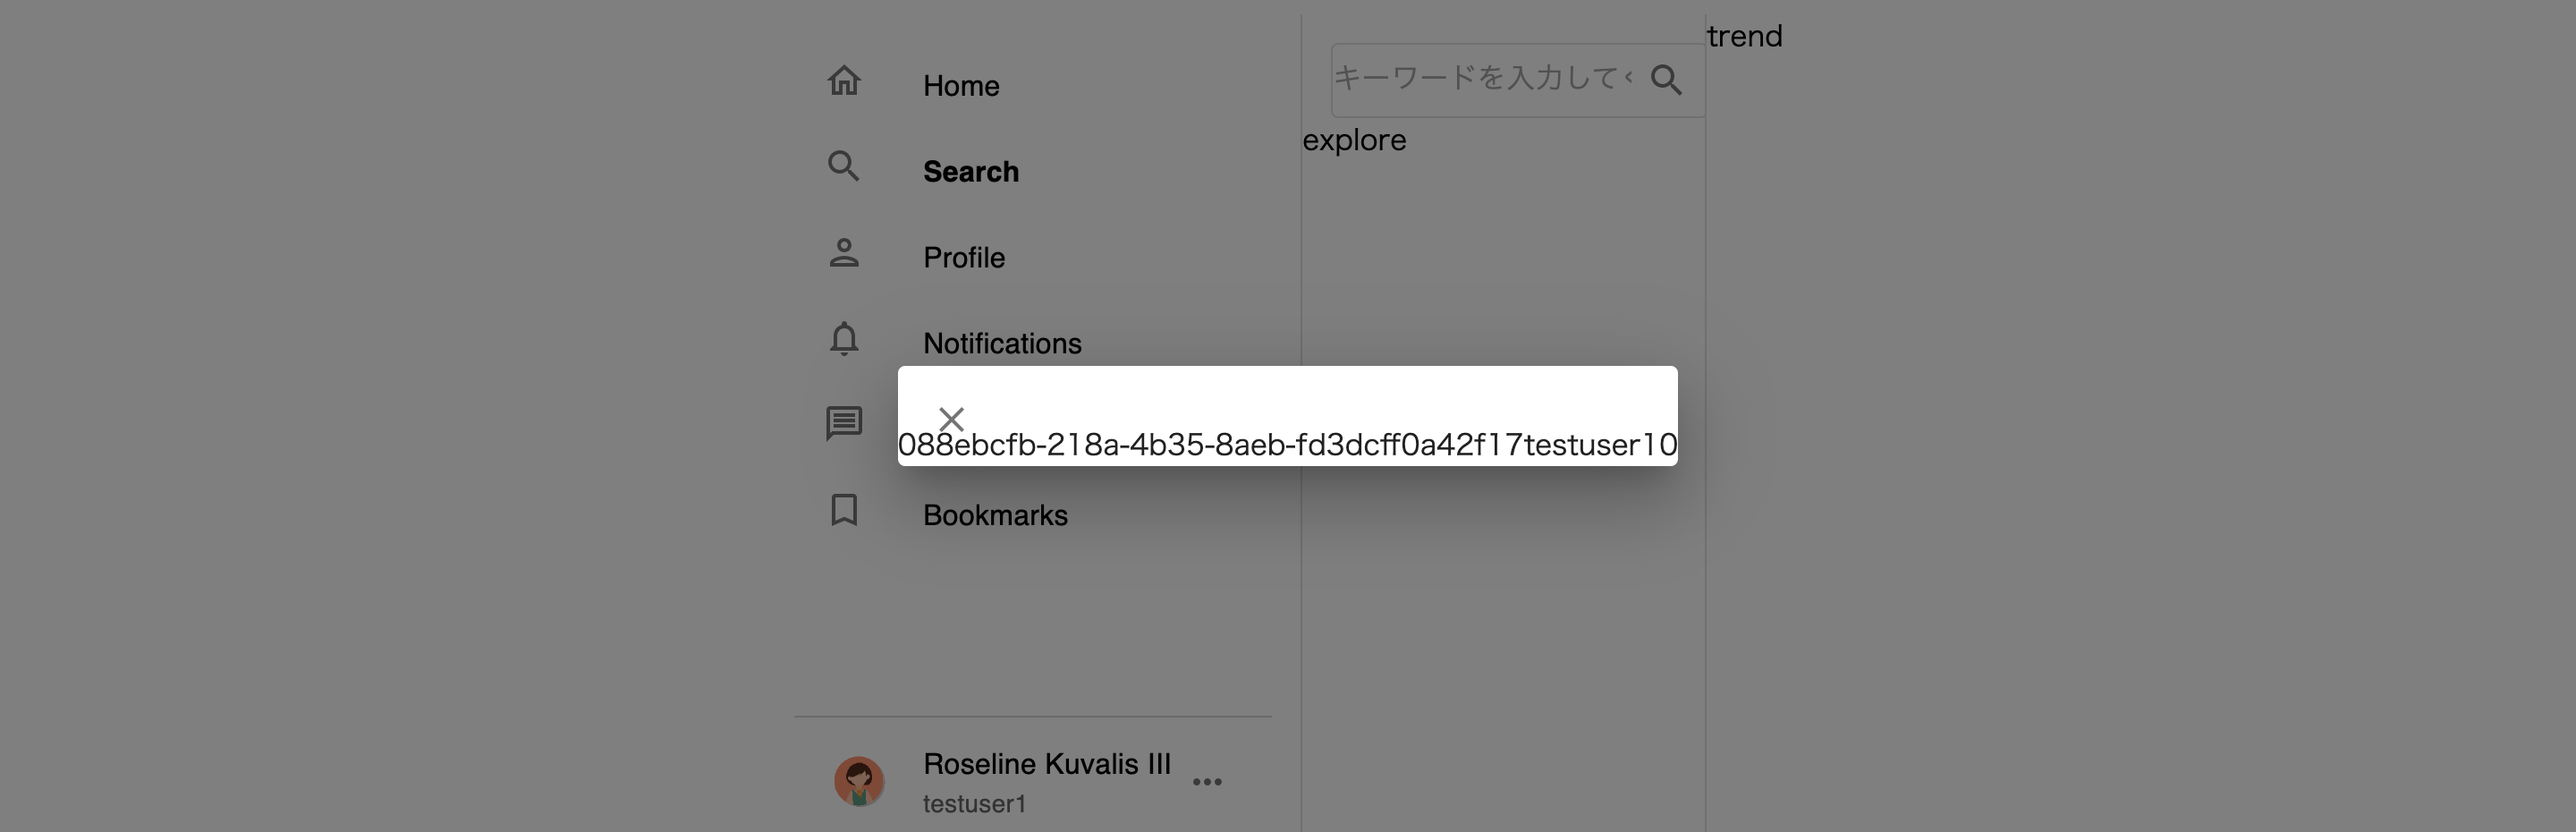 Home
Search
Profile
Notifications
Bookmarks
Roseline Kuvalis III
testuser1
キーワードを入力して
explore
trend
088ebcfb-218a-4b35-8aeb-fd3dcff0a42f17testuser10